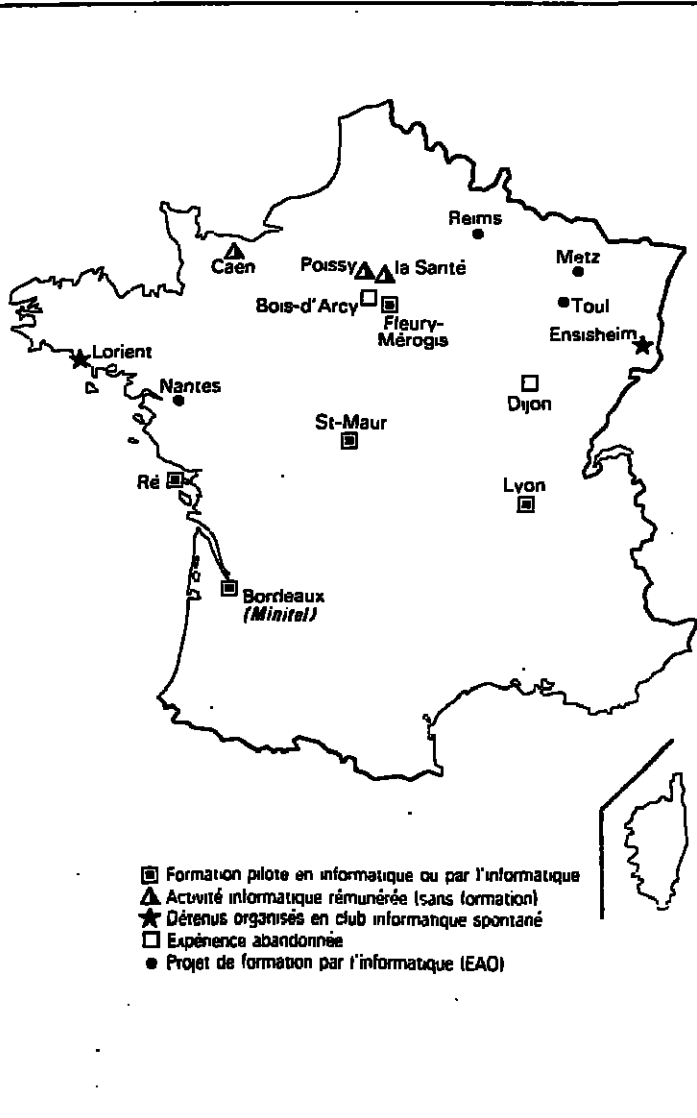 Reims
Caen
Poissy
la Santé
Metz
Bois-d'Arcy
Toul
Fleury-
Mérogis
Ensisheim
Lorient
Nantes
Dijon
St-Maur
Ré
Lyon
Bordeaux
(Minitel)
Formation pilote en informatique ou par l'informatique
Activité informatique rémunérée (sans formation)
Détenus organisés en club informatique spontané
Expérience abandonnée
Projet de formation par l'informatique (EAO)